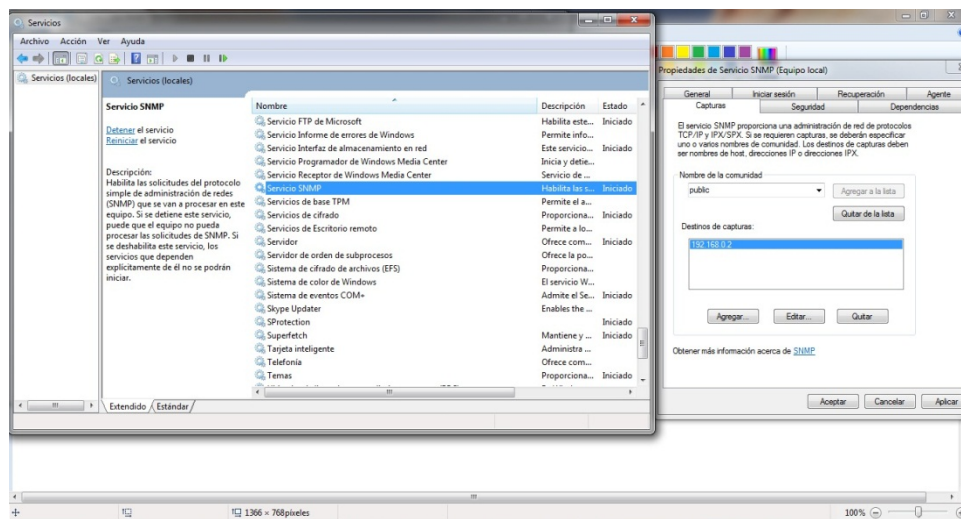 Servicios
Archivo Acción Ver Ayuda
Servicios (locales)
Servicios (locales)
Servicio SNMP
Detener el servicio
Reiniciar el servicio
Descripción:
Habilita las solicitudes del protocolo
simple de administración de redes
(SNMP) que se van a procesar en este
equipo. Si se detiene este servicio,
puede que el equipo no pueda
procesar las solicitudes de SNMP. Si
se deshabilita este servicio, los
servicios que dependen
explícitamente de él no se podrán
iniciar.
Nombre Descripción Estado
Servicio FTP de Microsoft Habilita este... Iniciado
Servicio Informe de errores de Windows Permite info...
Servicio Interfaz de almacenamiento en red Este servicio... Iniciado
Servicio Programador de Windows Media Center Inicia y detie...
Servicio Receptor de Windows Media Center Servicio de ...
Servicio SNMP Habilita las s... Iniciado
Servicios de base TPM Permite el a...
Servicios de cifrado Proporciona... Iniciado
Servicios de Escritorio remoto Permite a lo...
Servidor Ofrece com... Iniciado
Servidor de orden de subprocesos Ofrece la po...
Sistema de cifrado de archivos (EFS) Proporciona...
Sistema de color de Windows El servicio W...
Sistema de eventos COM+ Admite el Se... Iniciado
Skype Updater Enables the ...
SProtection Iniciado
Superfetch Mantiene y ... Iniciado
Tarjeta inteligente Administra ...
Telefonía Ofrece com...
Temas Proporciona... Iniciado
Extendido Estándar
Propiedades de Servicio SNMP (Equipo local)
General Iniciar sesión Recuperación Agente
Capturas Seguridad Dependencias
El servicio SNMP proporciona una administración de red de protocolos
TCP/IP y IPX/SPX. Si se requieren capturas, se deberán especificar
uno o varios nombres de comunidad. Los destinos de capturas deben
ser nombres de host, direcciones IP o direcciones IPX.
Nombre de la comunidad
public Agregar a la lista
Quitar de la lista
Destinos de capturas:
192.168.0.2
Agregar... Editar... Quitar
Obtener más información acerca de SNMP
Aceptar Cancelar Aplicar
1366 × 768píxeles 100%